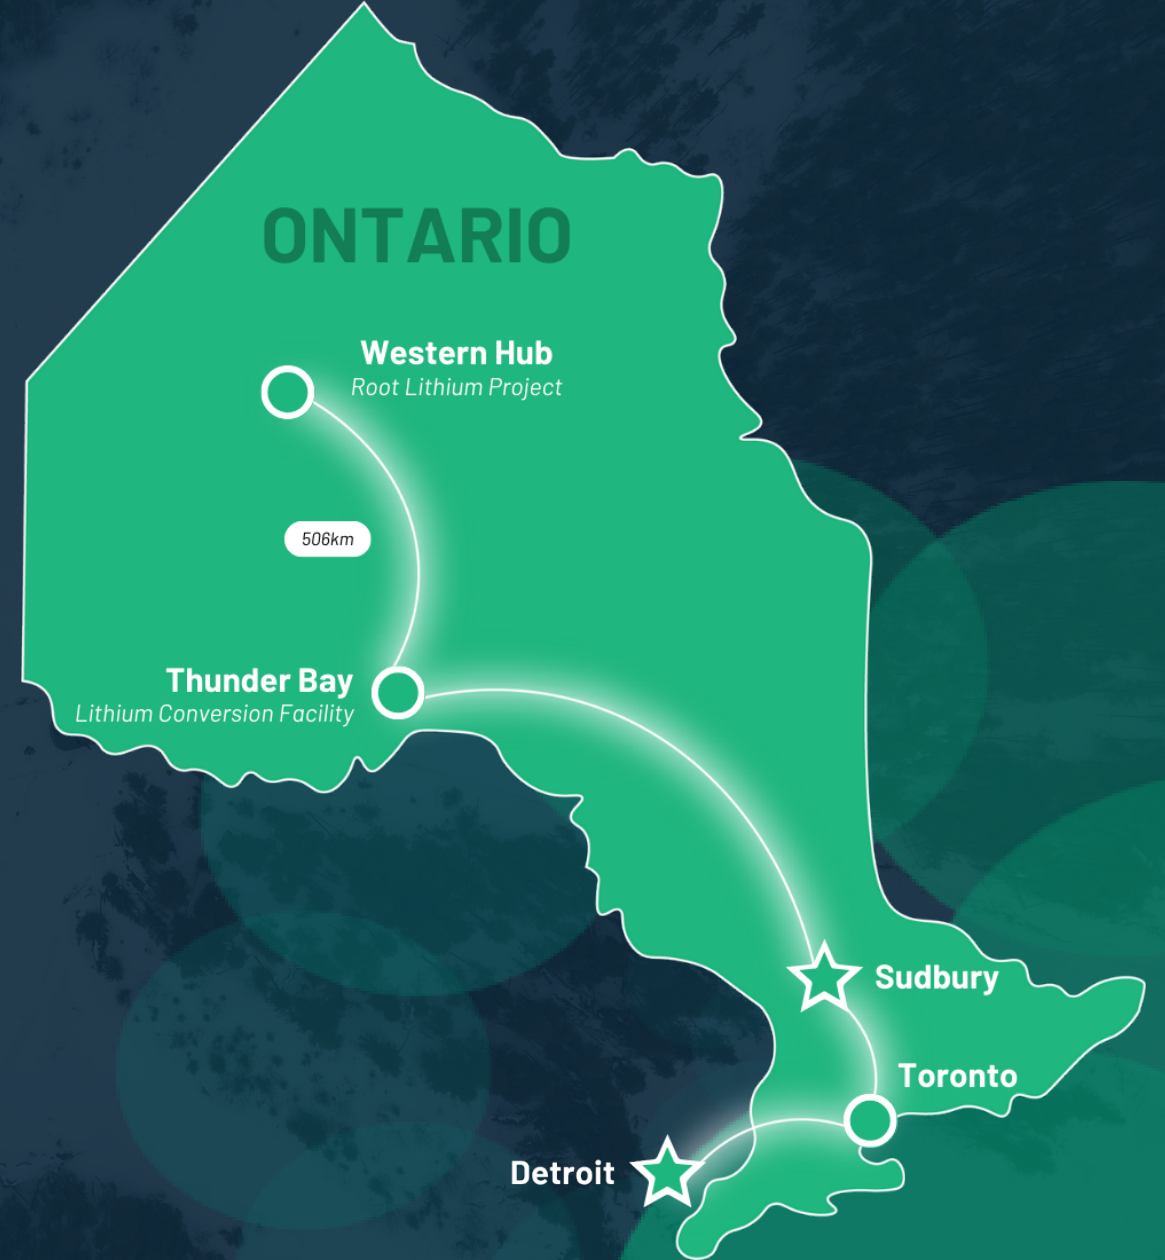 ONTARIO
Western Hub
Root Lithium Project
506km
Thunder Bay
Lithium Conversion Facility
Sudbury
Toronto
Detroit